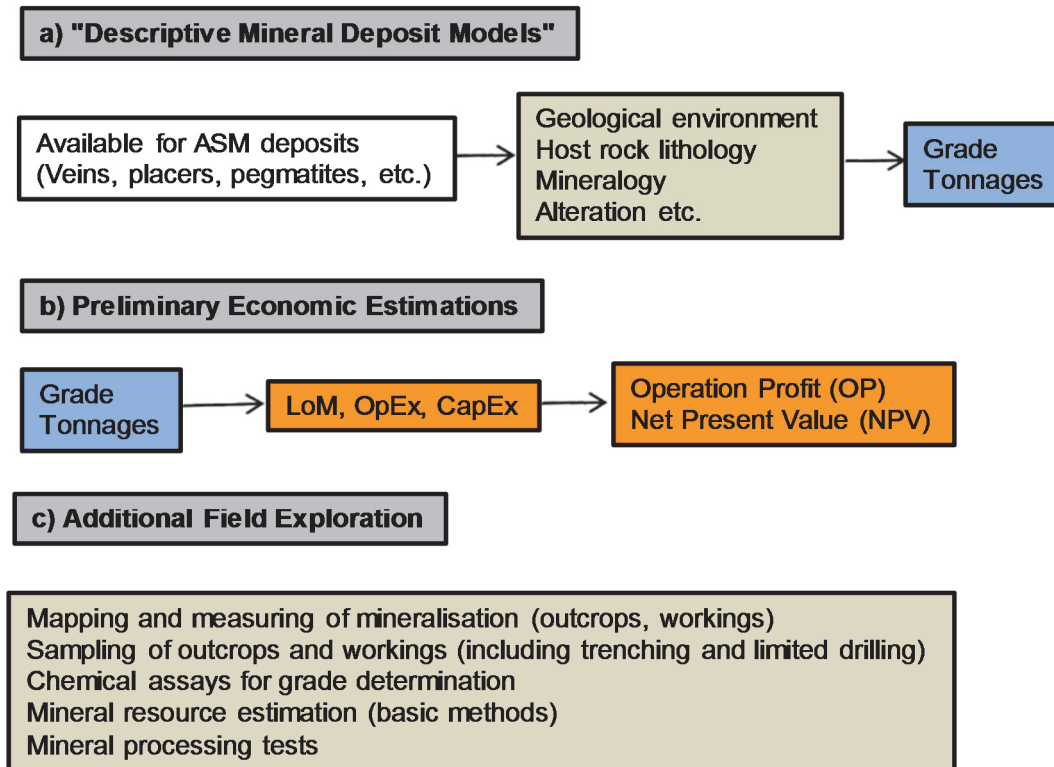 a) "Descriptive Mineral Deposit Models"
Available for ASM deposits
(Veins, placers, pegmatites, etc.)
Geological environment
Host rock lithology
Mineralogy
Alteration etc.
Grade
Tonnages
b) Preliminary Economic Estimations
Grade
Tonnages
LoM, OpEx, CapEx
Operation Profit (OP)
Net Present Value (NPV)
c) Additional Field Exploration
Mapping and measuring of mineralisation (outcrops, workings)
Sampling of outcrops and workings (including trenching and limited drilling)
Chemical assays for grade determination
Mineral resource estimation (basic methods)
Mineral processing tests